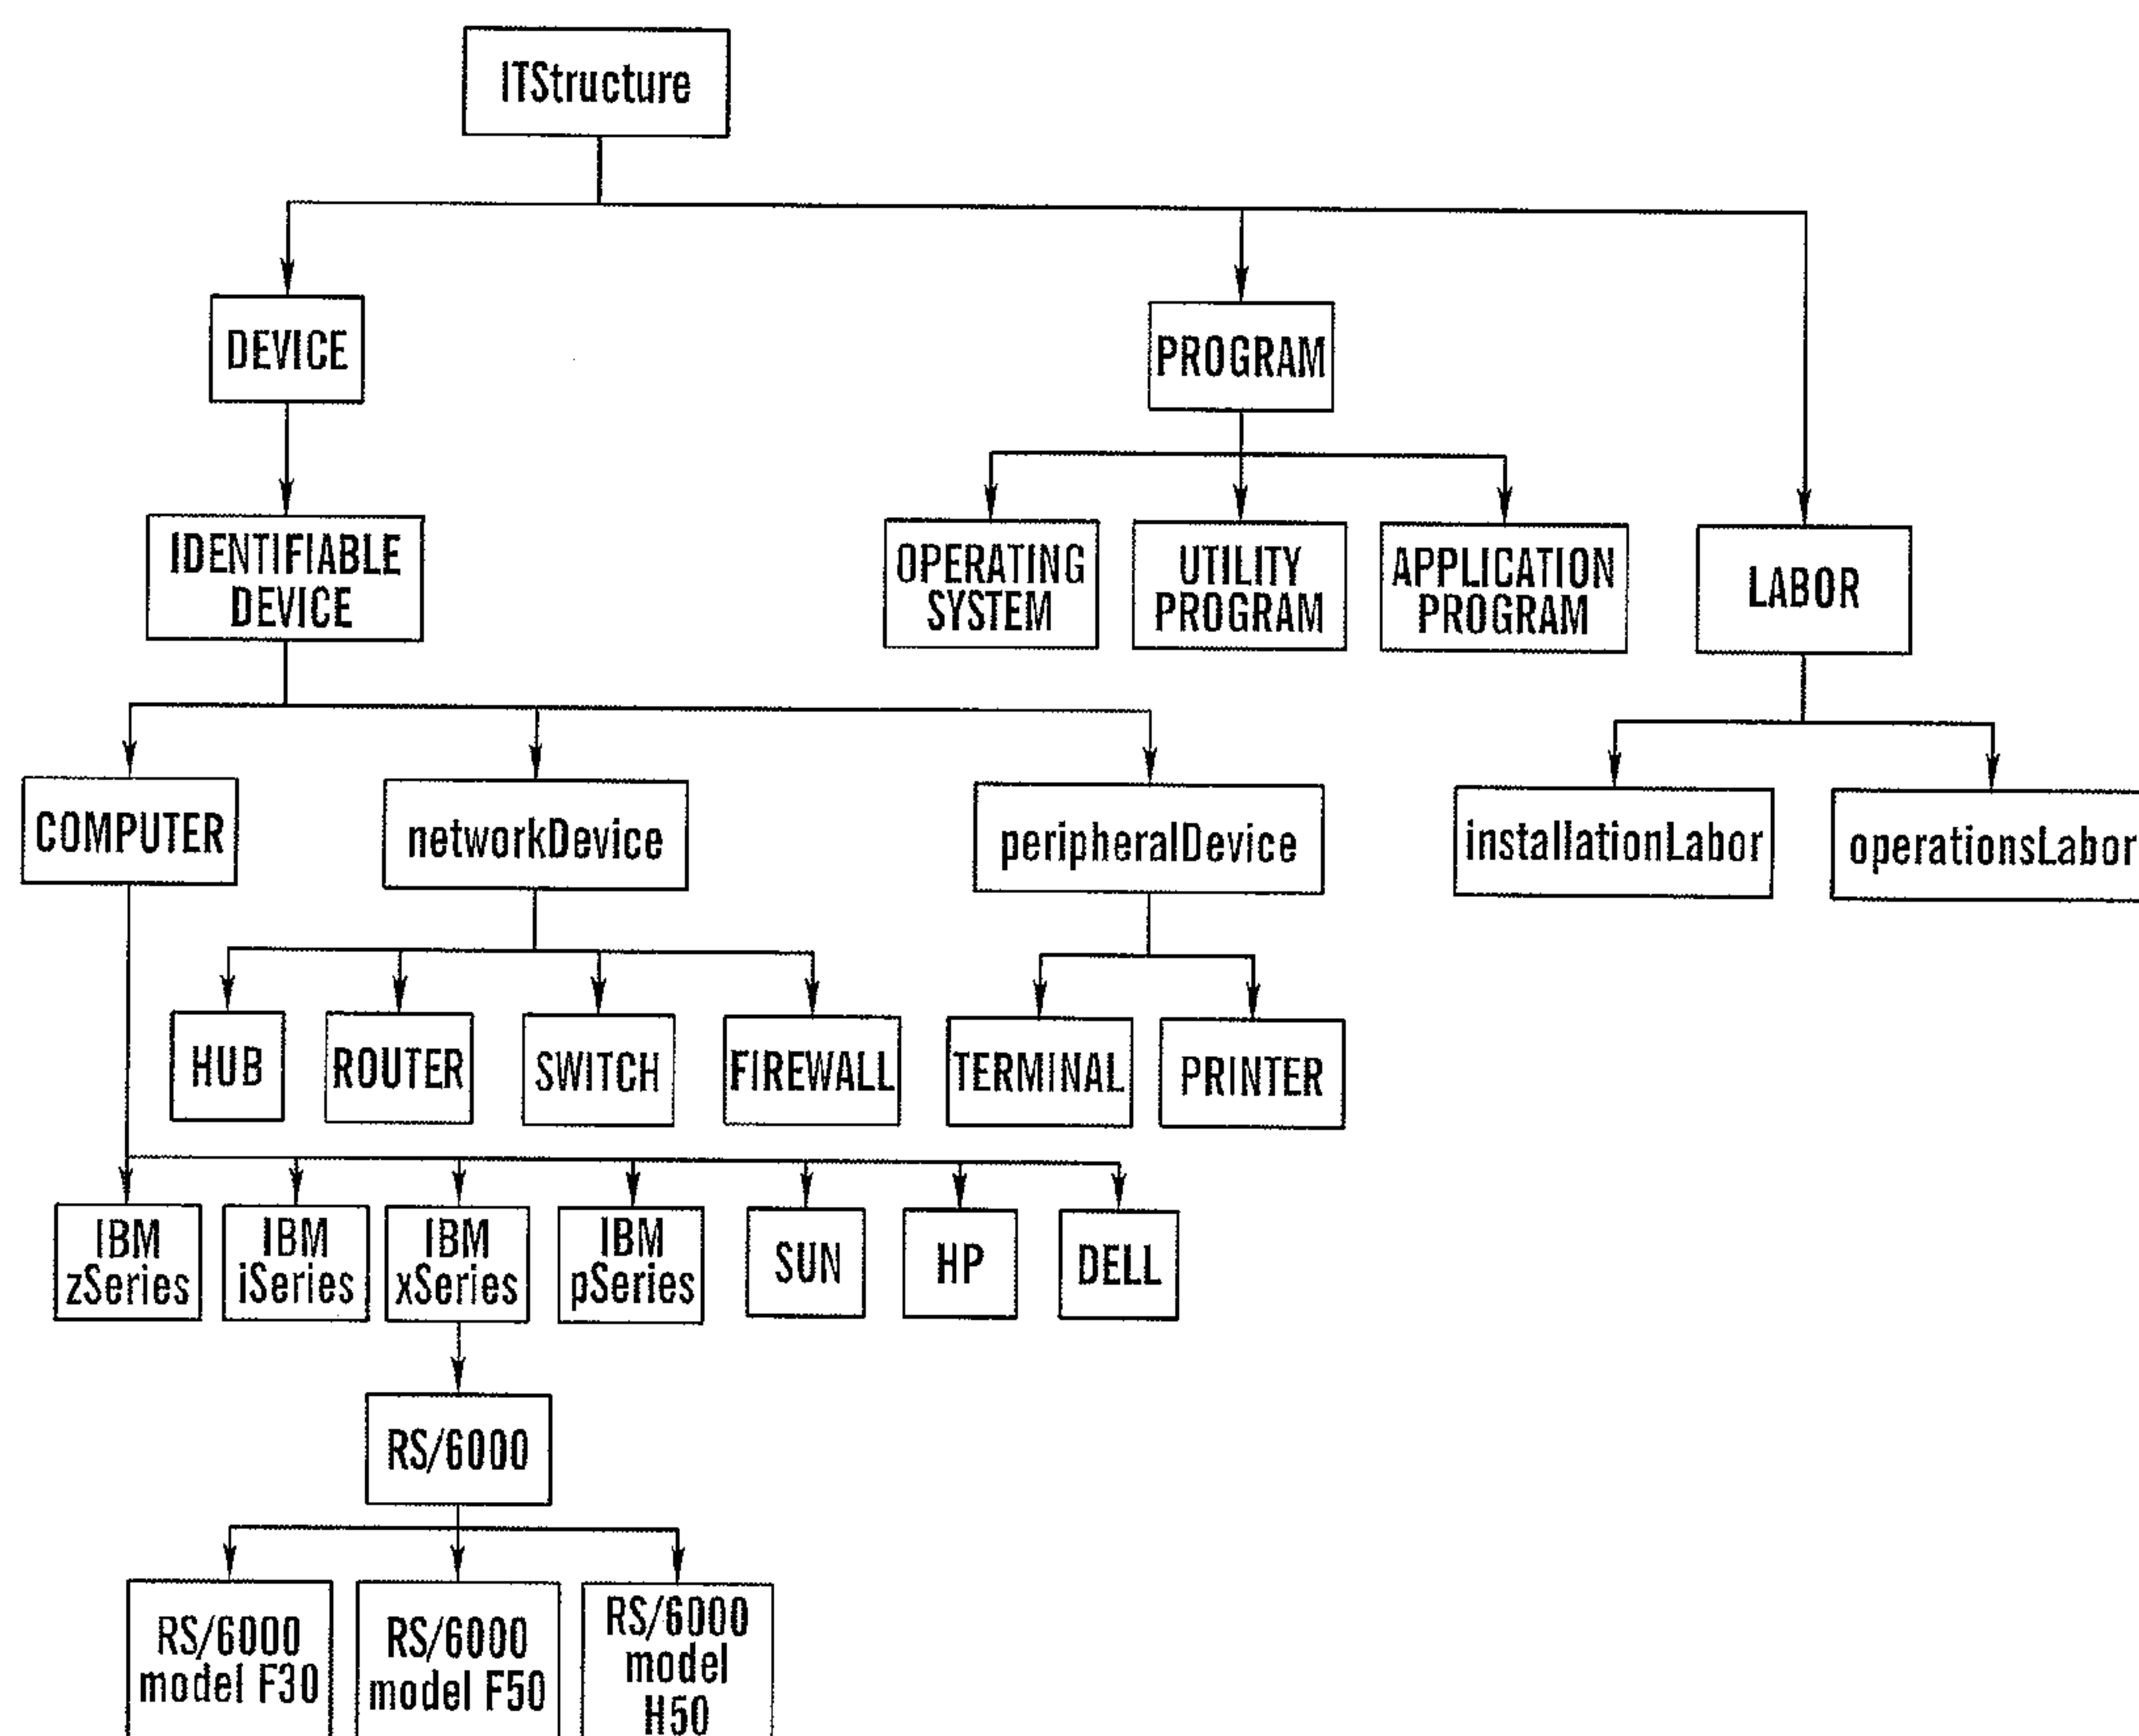 ITStructure
DEVICE
PROGRAM
IDENTIFIABLE
DEVICE
OPERATING
SYSTEM
UTILITY
PROGRAM
APPLICATION
PROGRAM
LABOR
COMPUTER
networkDevice
peripheralDevice
installationLabor
operationsLabor
HUB
ROUTER
SWITCH
FIREWALL
TERMINAL
PRINTER
IBM
zSeries
IBM
iSeries
IBM
xSeries
IBM
pSeries
SUN
HP
DELL
RS/6000
RS/6000
model F30
RS/6000
model F50
RS/6000
model
H50